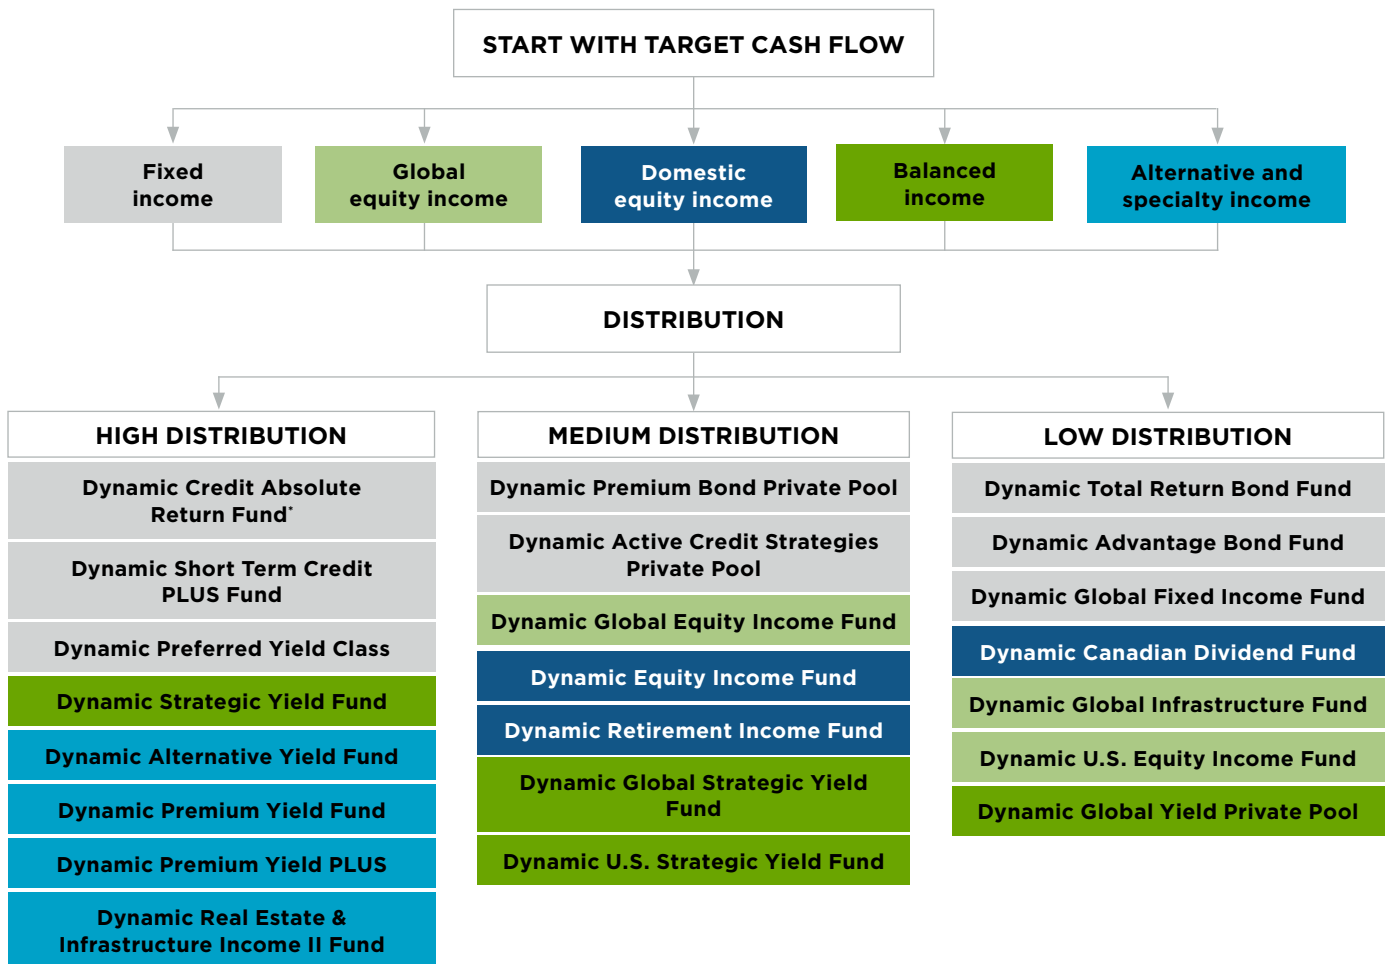 START WITH TARGET CASH FLOW
Fixed
income
Global
equity income
Domestic
equity income
Balanced
income
Alternative and
specialty income
DISTRIBUTION
HIGH DISTRIBUTION
Dynamic Credit Absolute
Return Fund*
Dynamic Short Term Credit
PLUS Fund
Dynamic Preferred Yield Class
Dynamic Strategic Yield Fund
Dynamic Alternative Yield Fund
Dynamic Premium Yield Fund
Dynamic Premium Yield PLUS
Dynamic Real Estate &
Infrastructure Income II Fund
MEDIUM DISTRIBUTION
Dynamic Premium Bond Private Pool
Dynamic Active Credit Strategies
Private Pool
Dynamic Global Equity Income Fund
Dynamic Equity Income Fund
Dynamic Retirement Income Fund
Dynamic Global Strategic Yield
Fund
Dynamic U.S. Strategic Yield Fund
LOW DISTRIBUTION
Dynamic Total Return Bond Fund
Dynamic Advantage Bond Fund
Dynamic Global Fixed Income Fund
Dynamic Canadian Dividend Fund
Dynamic Global Infrastructure Fund
Dynamic U.S. Equity Income Fund
Dynamic Global Yield Private Pool